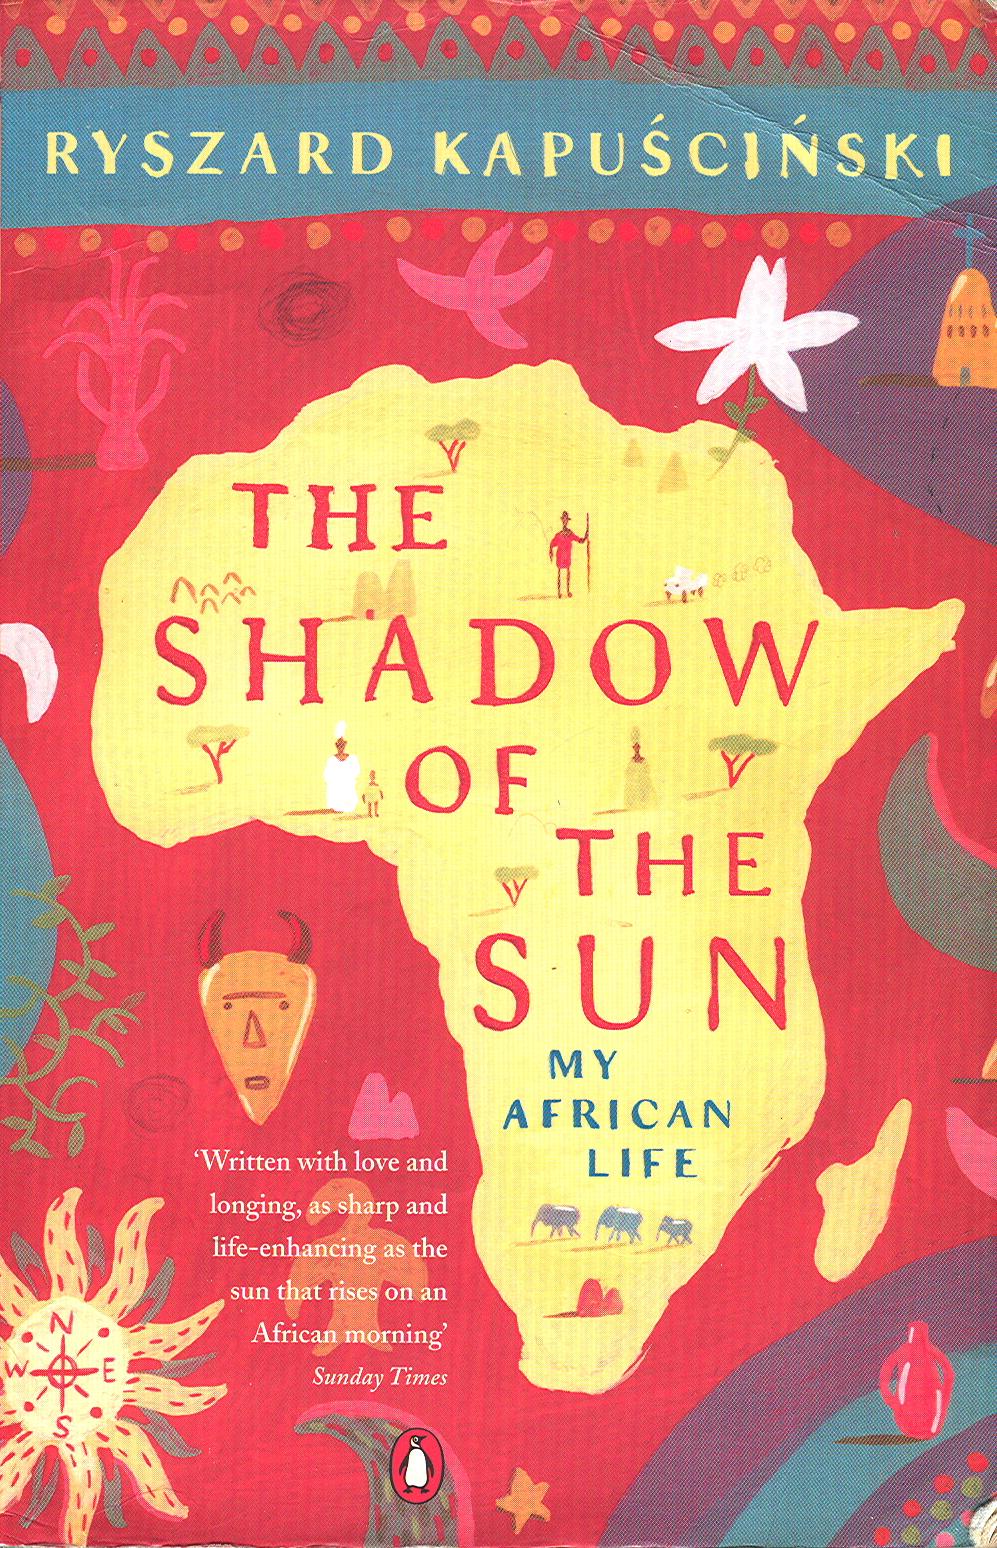 RYSZARD KAPUŚCIŃSKI
THE
SHADOW
OF
THE
SUN
MY
AFRICAN
LIFE
‘Written with love and
longing, as sharp and
life-enhancing as the
sun that rises on an
African morning’
Sunday Times
N
W E
S